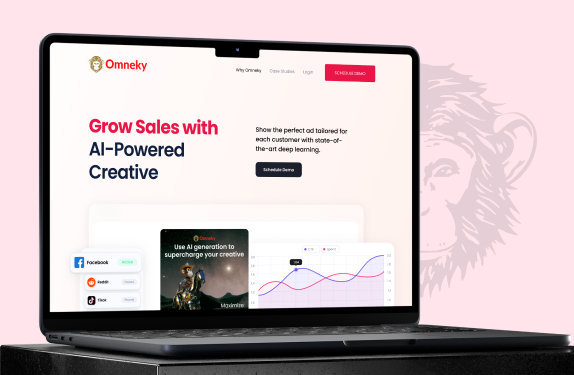 Omneky
Why Omneky
Case Studies
Login
SCHEDULE DEMO
Grow Sales with
AI-Powered
Creative
Show the perfect ad tailored for
each customer with state-of-
the-art deep learning.
Schedule Demo
Facebook
Reddit
Omneky
Use AI generation to
supercharge your creative
Maximize